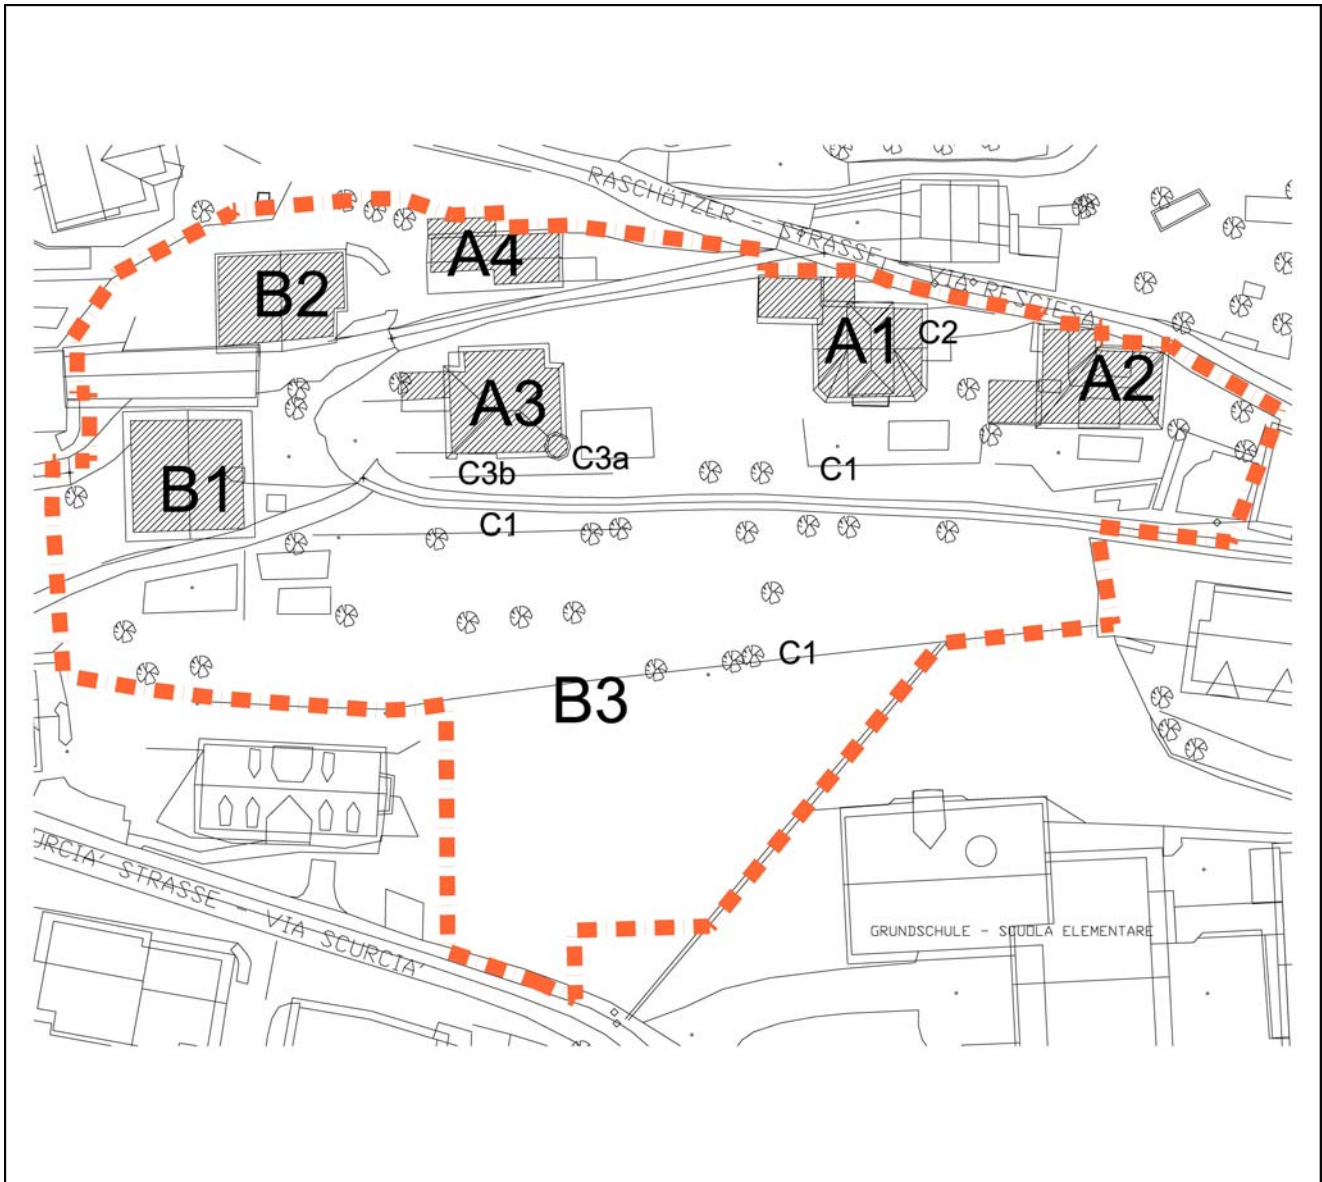 RASCHÖTZER - STRASSE
VIA RESCIESA
A4
B2
A1
C2
A2
A3
C3a
C3b
C1
B1
C1
C1
B3
URCIA' STRASSE - VIA SCURCIA'
GRUNDSCHULE - SCUOLA ELEMENTARE